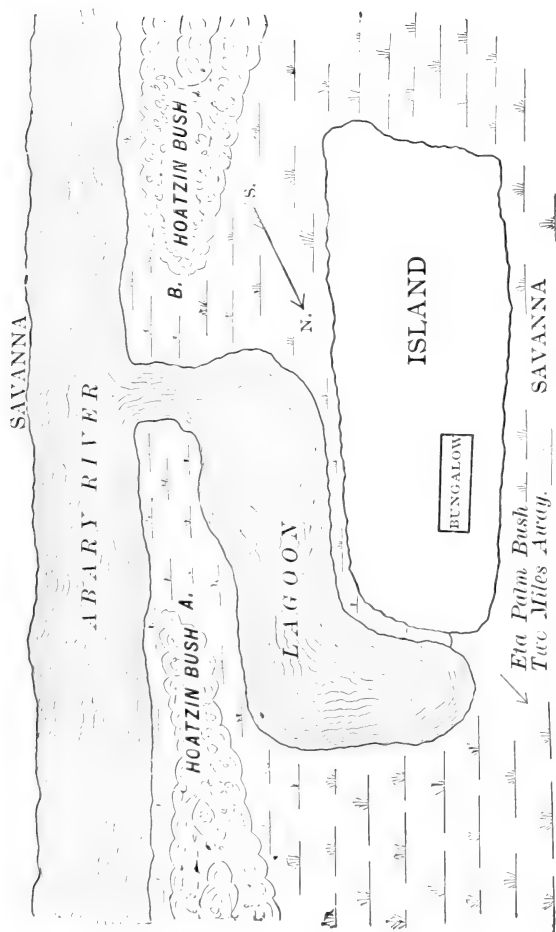 SAVANNA
ABARY RIVER
HOATZIN BUSH A.
B. HOATZIN BUSH
S.
N.
LAGOON
ISLAND
BUNGALOW
Eta Palm Bush
Two Miles Away.
SAVANNA